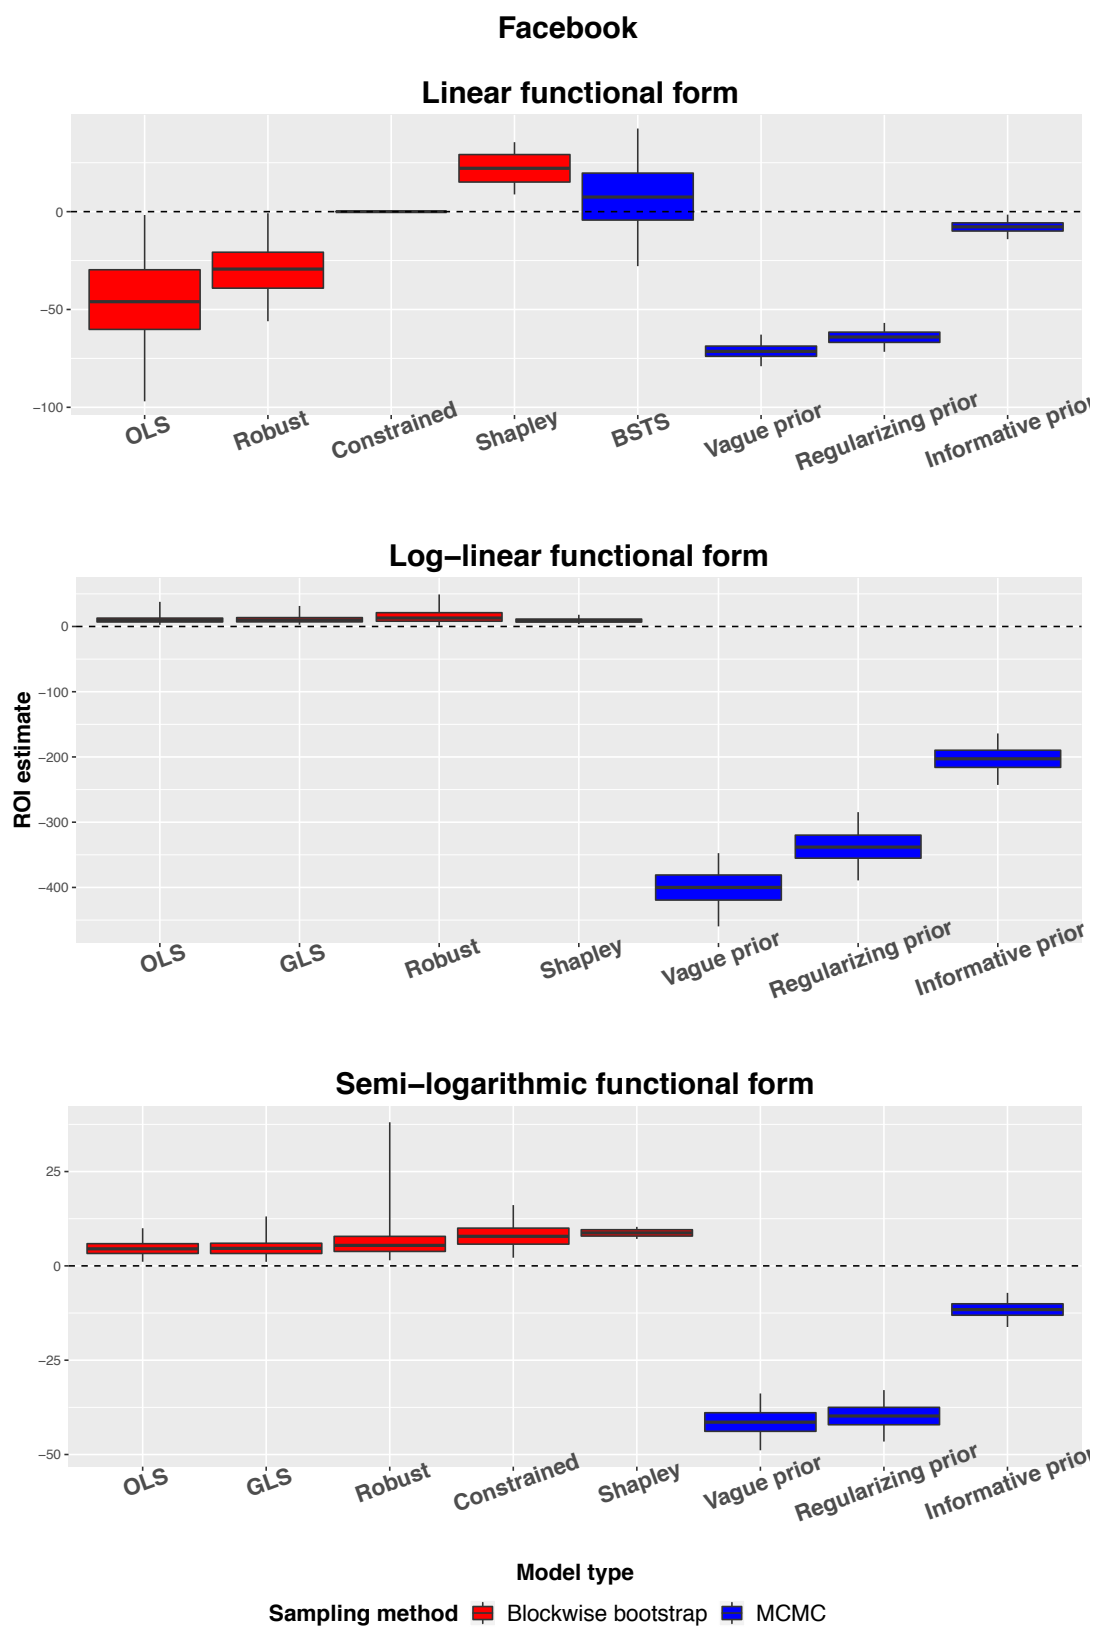 Facebook
Linear functional form
0
−50
−100
OLS
Robust
Constrained
Shapley
BSTS
Vague prior
Regularizing prior
Informative prior
Log−linear functional form
ROI estimate
0
−100
−200
−300
−400
OLS
GLS
Robust
Shapley
Vague prior
Regularizing prior
Informative prior
Semi−logarithmic functional form
25
0
−25
−50
OLS
GLS
Robust
Constrained
Shapley
Vague prior
Regularizing prior
Informative prior
Model type
Sampling method Blockwise bootstrap MCMC